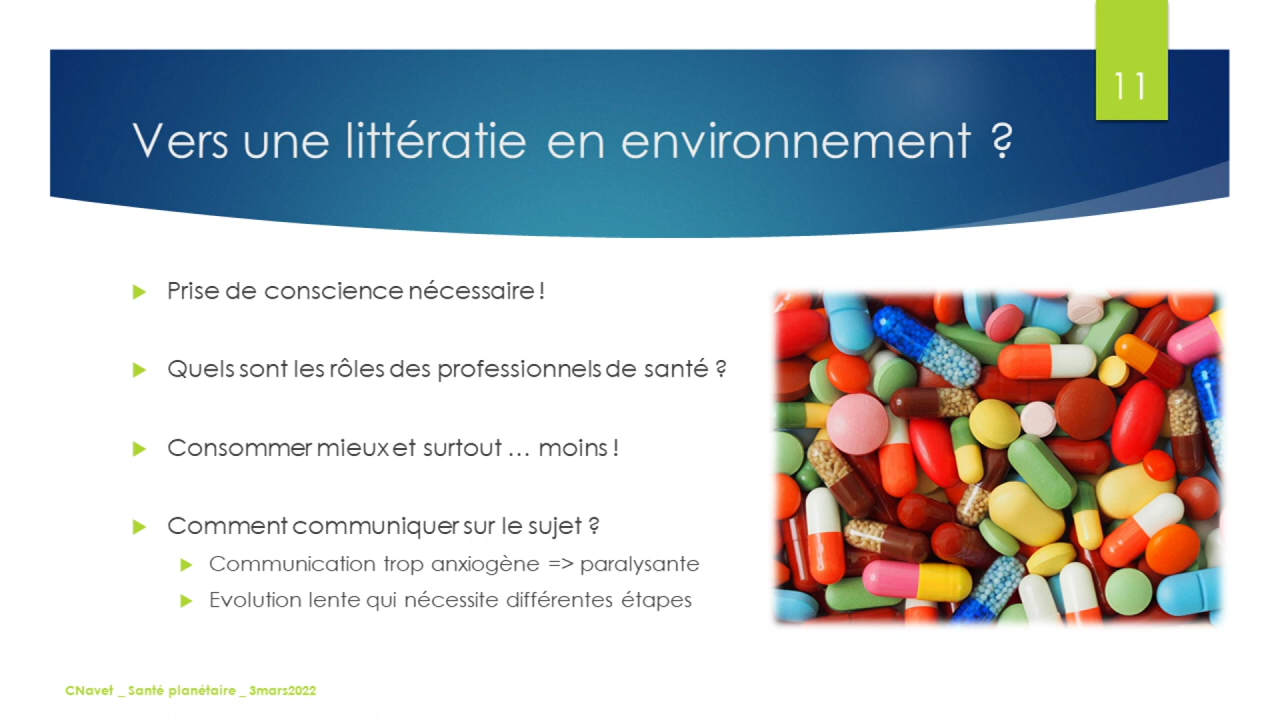 11
Vers une littératie en environnement ?
Prise de conscience nécessaire !
Quels sont les rôles des professionnels de santé ?
Consommer mieux et surtout … moins !
Comment communiquer sur le sujet ?
Communication trop anxiogène => paralysante
Evolution lente qui nécessite différentes étapes
CNavet _ Santé planétaire _ 3mars2022